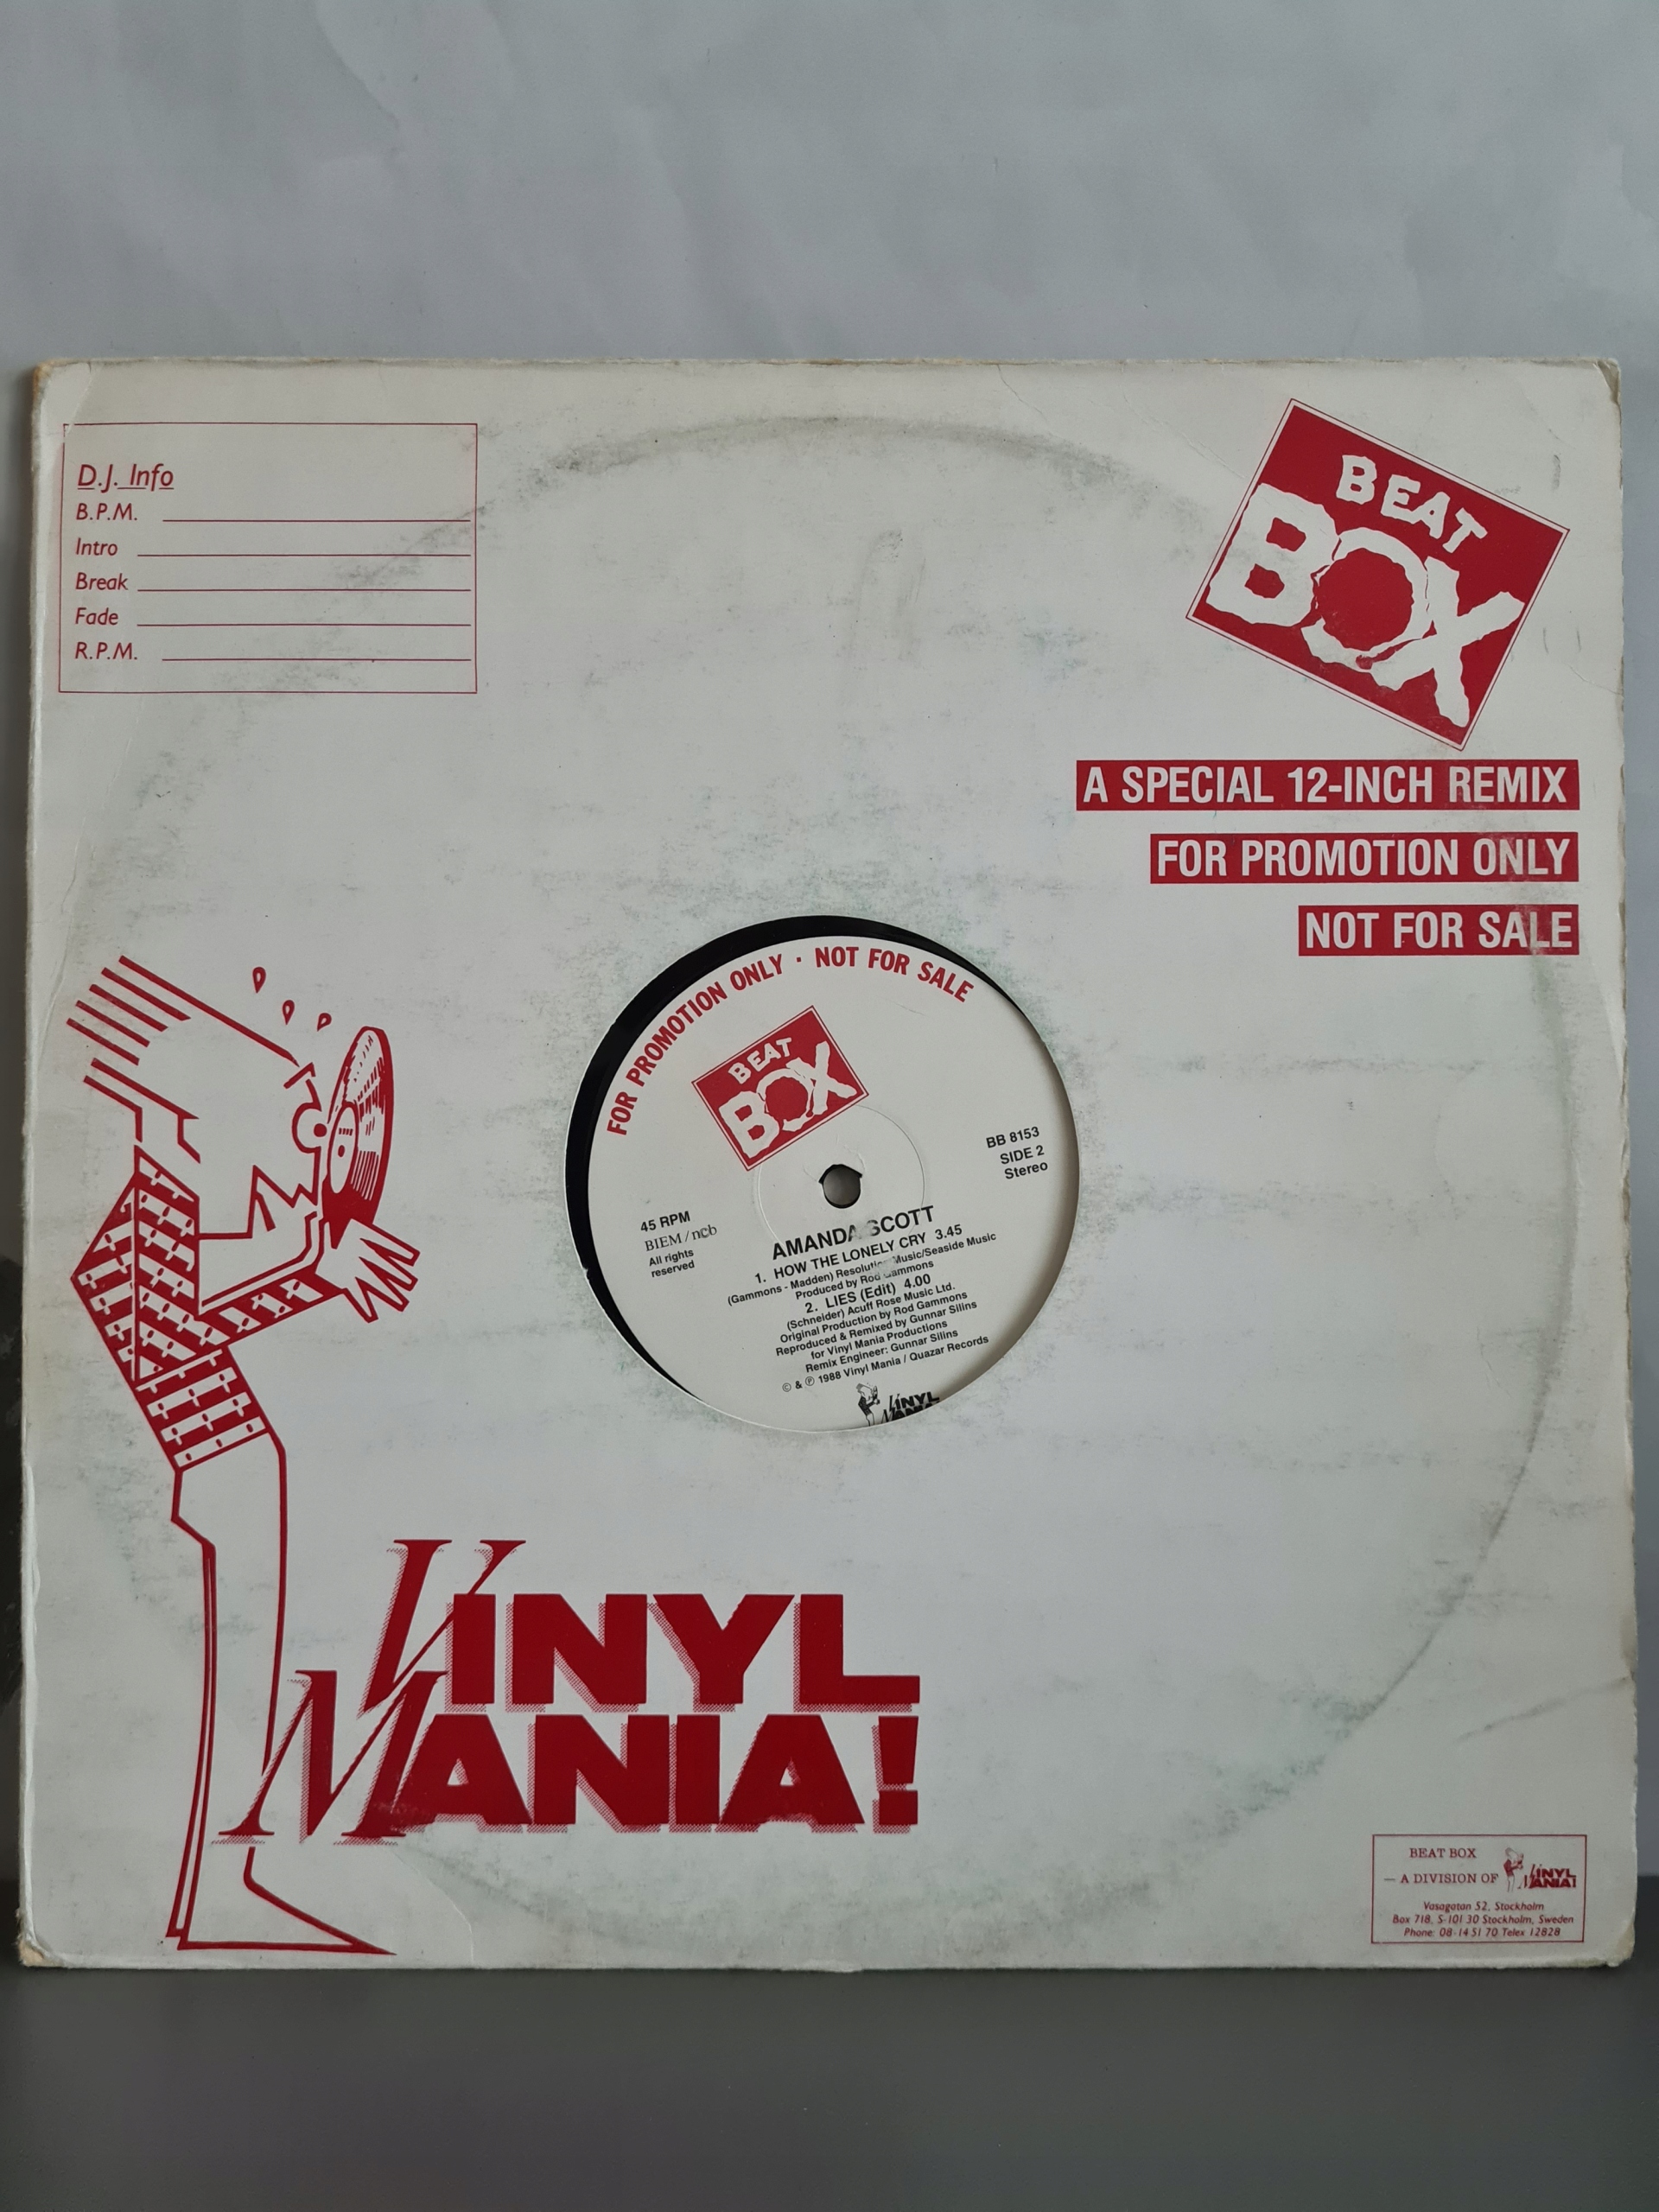 D.J. Info
B.P.M.
Intro
Break
Fade
R.P.M.
BEAT
BOX
A SPECIAL 12-INCH REMIX
FOR PROMOTION ONLY
NOT FOR SALE
FOR PROMOTION ONLY · NOT FOR SALE
BEAT
BOX
BB 8153
SIDE 2
Stereo
45 RPM
BIEM / ncb
All rights
reserved
AMANDA SCOTT
1. HOW THE LONELY CRY 3.45
(Gammons - Madden) Resolution Music/Seaside Music
Produced by Rod Gammons
2. LIES (Edit) 4.00
(Schneider) Acuff Rose Music Ltd.
Original Production by Rod Gammons
Reproduced & Remixed by Gunnar Silins
for Vinyl Mania Productions
Remix Engineer: Gunnar Silins
© & ℗ 1988 Vinyl Mania / Quazar Records
VINYL
MANIA
VINYL
MANIA!
BEAT BOX
— A DIVISION OF VINYL MANIA!
Vasagatan 52, Stockholm
Box 718, S-101 30 Stockholm, Sweden
Phone: 08-14 51 70 Telex 12828